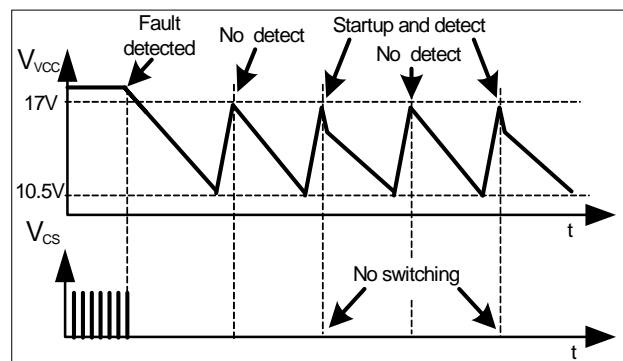 Fault
detected
No detect
Startup and detect
No detect
VVCC
17V
10.5V
t
VCS
No switching
t